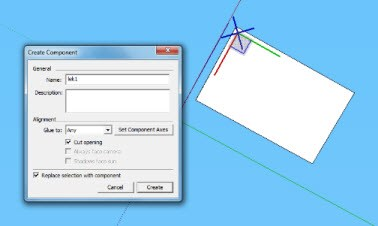 Create Component
General
Name:
Description:
Alignment
Glue to: Any Set Component Axes
Cut opening
Always face camera
Shadows face sun
Replace selection with component
Cancel Create